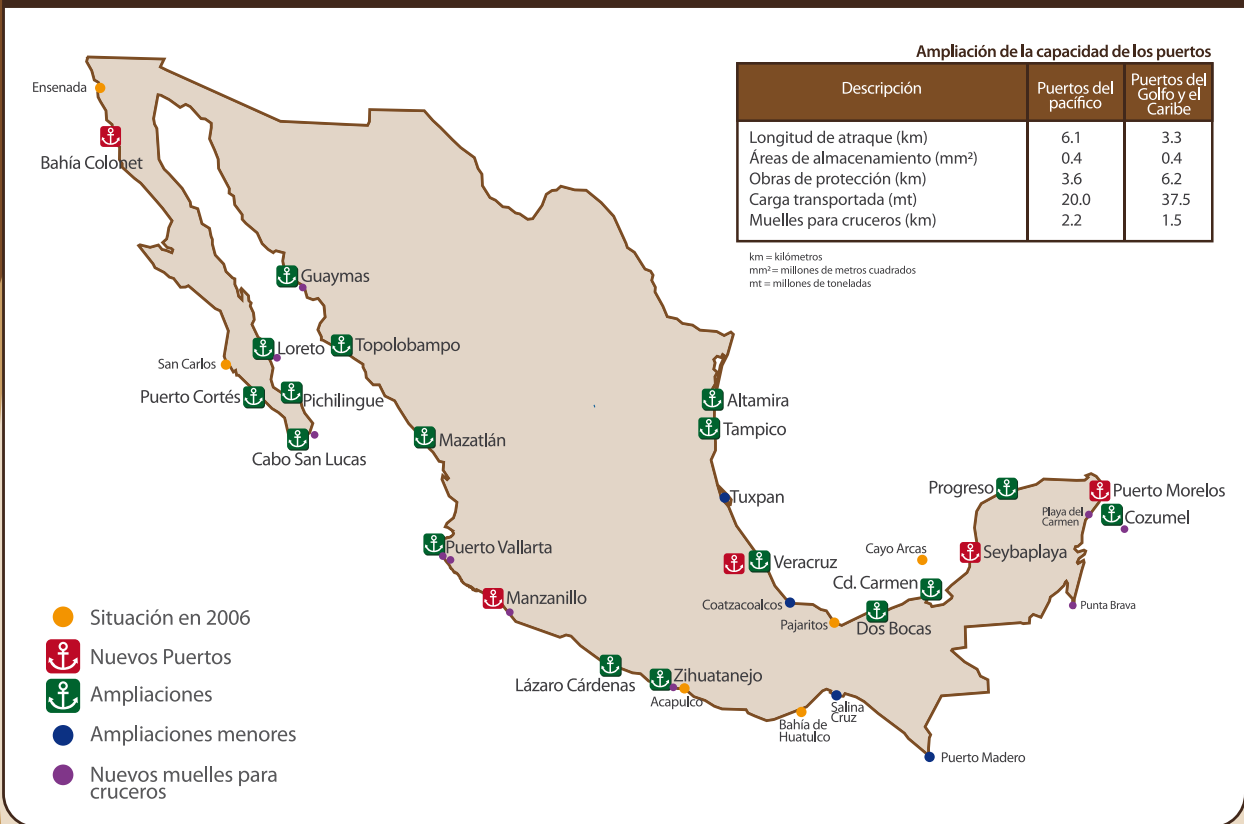 Ampliación de la capacidad de los puertos
Descripción Puertos del pacífico Puertos del Golfo y el Caribe
Longitud de atraque (km) 6.1 3.3
Áreas de almacenamiento (mm²) 0.4 0.4
Obras de protección (km) 3.6 6.2
Carga transportada (mt) 20.0 37.5
Muelles para cruceros (km) 2.2 1.5
km = kilómetros
mm² = millones de metros cuadrados
mt = millones de toneladas
Ensenada
Bahía Colonet
Guaymas
Loreto
Topolobampo
San Carlos
Puerto Cortés
Pichilingue
Cabo San Lucas
Mazatlán
Altamira
Tampico
Tuxpan
Progreso
Puerto Morelos
Playa del
Carmen
Cozumel
Puerto Vallarta
Veracruz
Cayo Arcas
Seybaplaya
Cd. Carmen
Manzanillo
Coatzacoalcos
Pajaritos
Dos Bocas
Punta Brava
Lázaro Cárdenas
Zihuatanejo
Acapulco
Bahía de
Huatulco
Salina
Cruz
Puerto Madero
Situación en 2006
Nuevos Puertos
Ampliaciones
Ampliaciones menores
Nuevos muelles para
cruceros